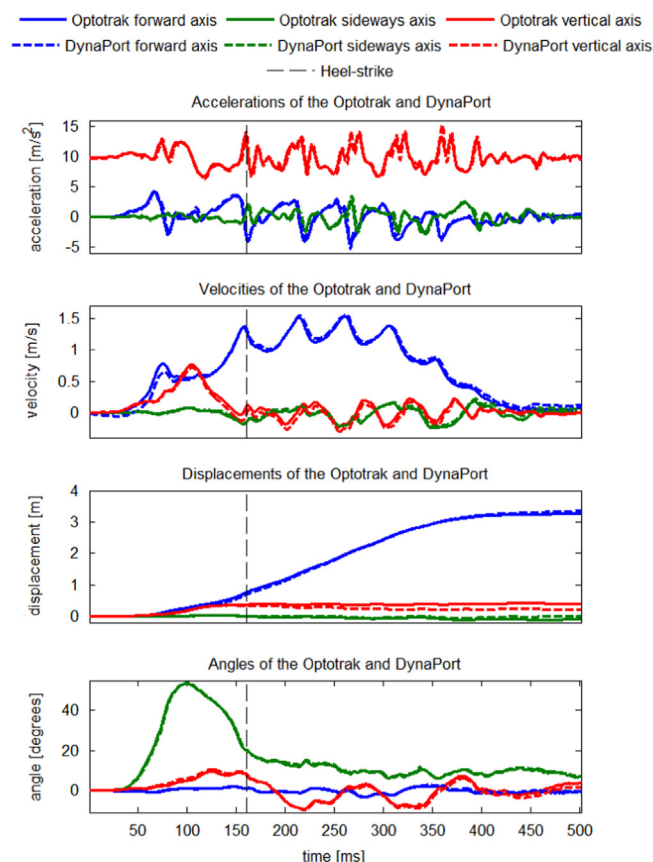 Optotrak forward axis Optotrak sideways axis Optotrak vertical axis
DynaPort forward axis DynaPort sideways axis DynaPort vertical axis
Heel-strike
Accelerations of the Optotrak and DynaPort
acceleration [m/s²]
15
10
5
0
-5
Velocities of the Optotrak and DynaPort
velocity [m/s]
1.5
1
0.5
0
Displacements of the Optotrak and DynaPort
displacement [m]
4
3
2
1
0
Angles of the Optotrak and DynaPort
angle [degrees]
40
20
0
50 100 150 200 250 300 350 400 450 500
time [ms]